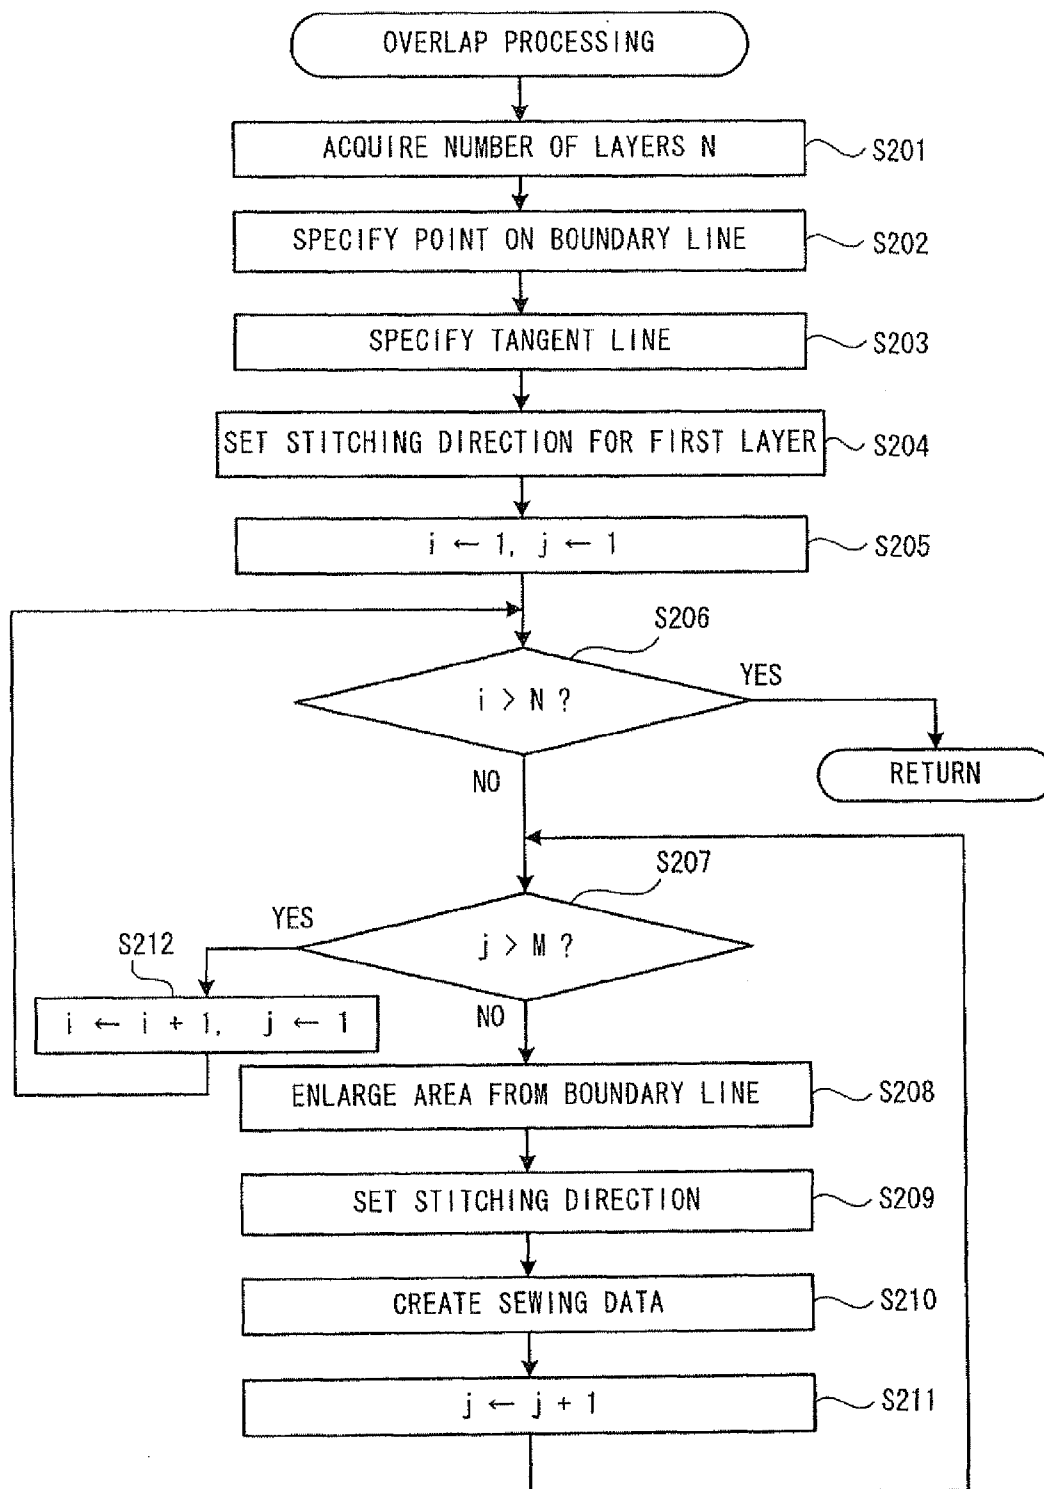 OVERLAP PROCESSING
ACQUIRE NUMBER OF LAYERS N
S201
SPECIFY POINT ON BOUNDARY LINE
S202
SPECIFY TANGENT LINE
S203
SET STITCHING DIRECTION FOR FIRST LAYER
S204
i ← 1, j ← 1
S205
S206
i > N ?
YES
NO
RETURN
S207
j > M ?
YES
NO
S212
i ← i + 1, j ← 1
ENLARGE AREA FROM BOUNDARY LINE
S208
SET STITCHING DIRECTION
S209
CREATE SEWING DATA
S210
j ← j + 1
S211